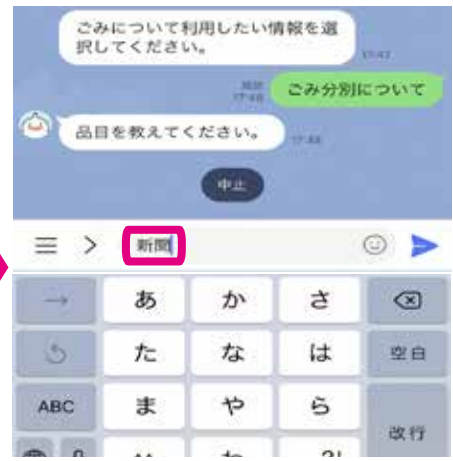 ごみについて利用したい情報を選
択してください。
17:47
既読
17:48
ごみ分別について
品目を教えてください。
17:48
中止
新聞
→
あ
か
さ
た
な
は
空白
ABC
ま
や
ら
改行